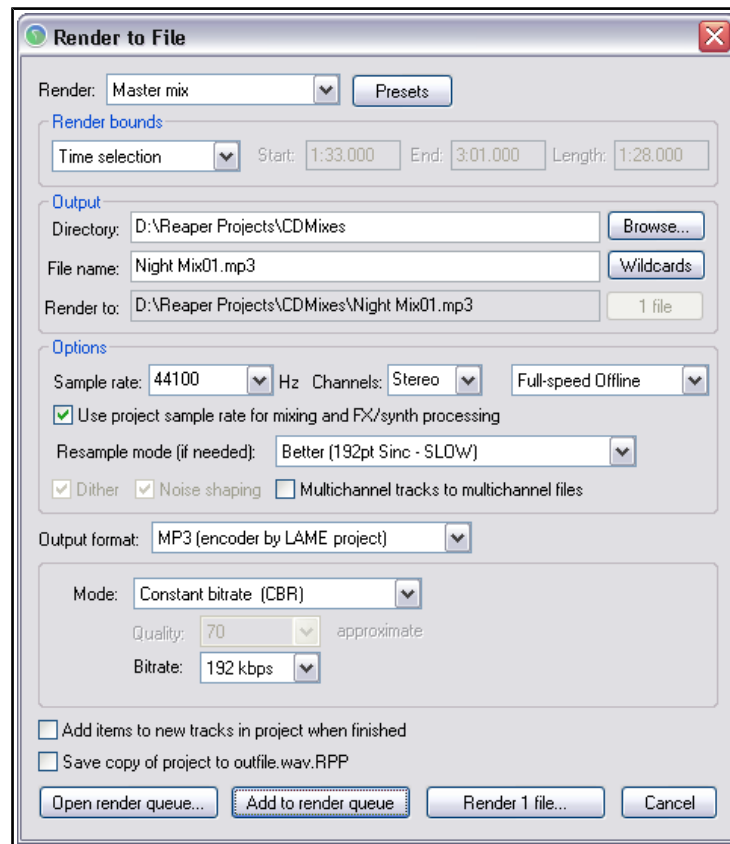 Render to File
Render: Master mix Presets
Render bounds
Time selection Start: 1:33.000 End: 3:01.000 Length: 1:28.000
Output
Directory: D:\Reaper Projects\CDMixes Browse...
File name: Night Mix01.mp3 Wildcards
Render to: D:\Reaper Projects\CDMixes\Night Mix01.mp3 1 file
Options
Sample rate: 44100 Hz Channels: Stereo Full-speed Offline
Use project sample rate for mixing and FX/synth processing
Resample mode (if needed): Better (192pt Sinc - SLOW)
Dither Noise shaping Multichannel tracks to multichannel files
Output format: MP3 (encoder by LAME project)
Mode: Constant bitrate (CBR)
Quality: 70 approximate
Bitrate: 192 kbps
Add items to new tracks in project when finished
Save copy of project to outfile.wav.RPP
Open render queue... Add to render queue Render 1 file... Cancel